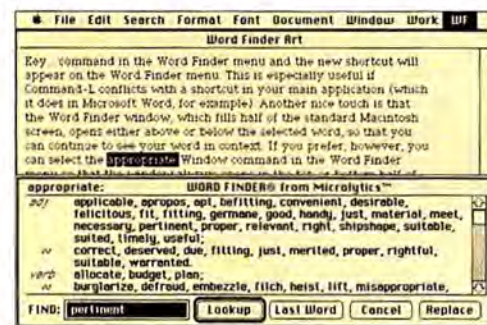 File Edit Search Format Font Document Window Work WF
Word Finder Art
Key... command in the Word Finder menu and the new shortcut will
appear on the Word Finder menu. This is especially useful if
Command-L conflicts with a shortcut in your main application (which
it does in Microsoft Word, for example). Another nice touch is that
the Word Finder window, which fills half of the standard Macintosh
screen, opens either above or below the selected word, so that you
can continue to see your word in context. If you prefer, however, you
can select the appropriate Window command in the Word Finder
appropriate: WORD FINDER® from Microlytics™
adj applicable, apropos, apt, befitting, convenient, desirable,
felicitous, fit, fitting, germane, good, handy, just, material, meet,
necessary, pertinent, proper, relevant, right, shipshape, suitable,
suited, timely, useful;
∾ correct, deserved, due, fitting, just, merited, proper, rightful,
suitable, warranted.
verb allocate, budget, plan;
∾ burglarize, defraud, embezzle, filch, heist, lift, misappropriate,
FIND: pertinent Lookup Last Word Cancel Replace